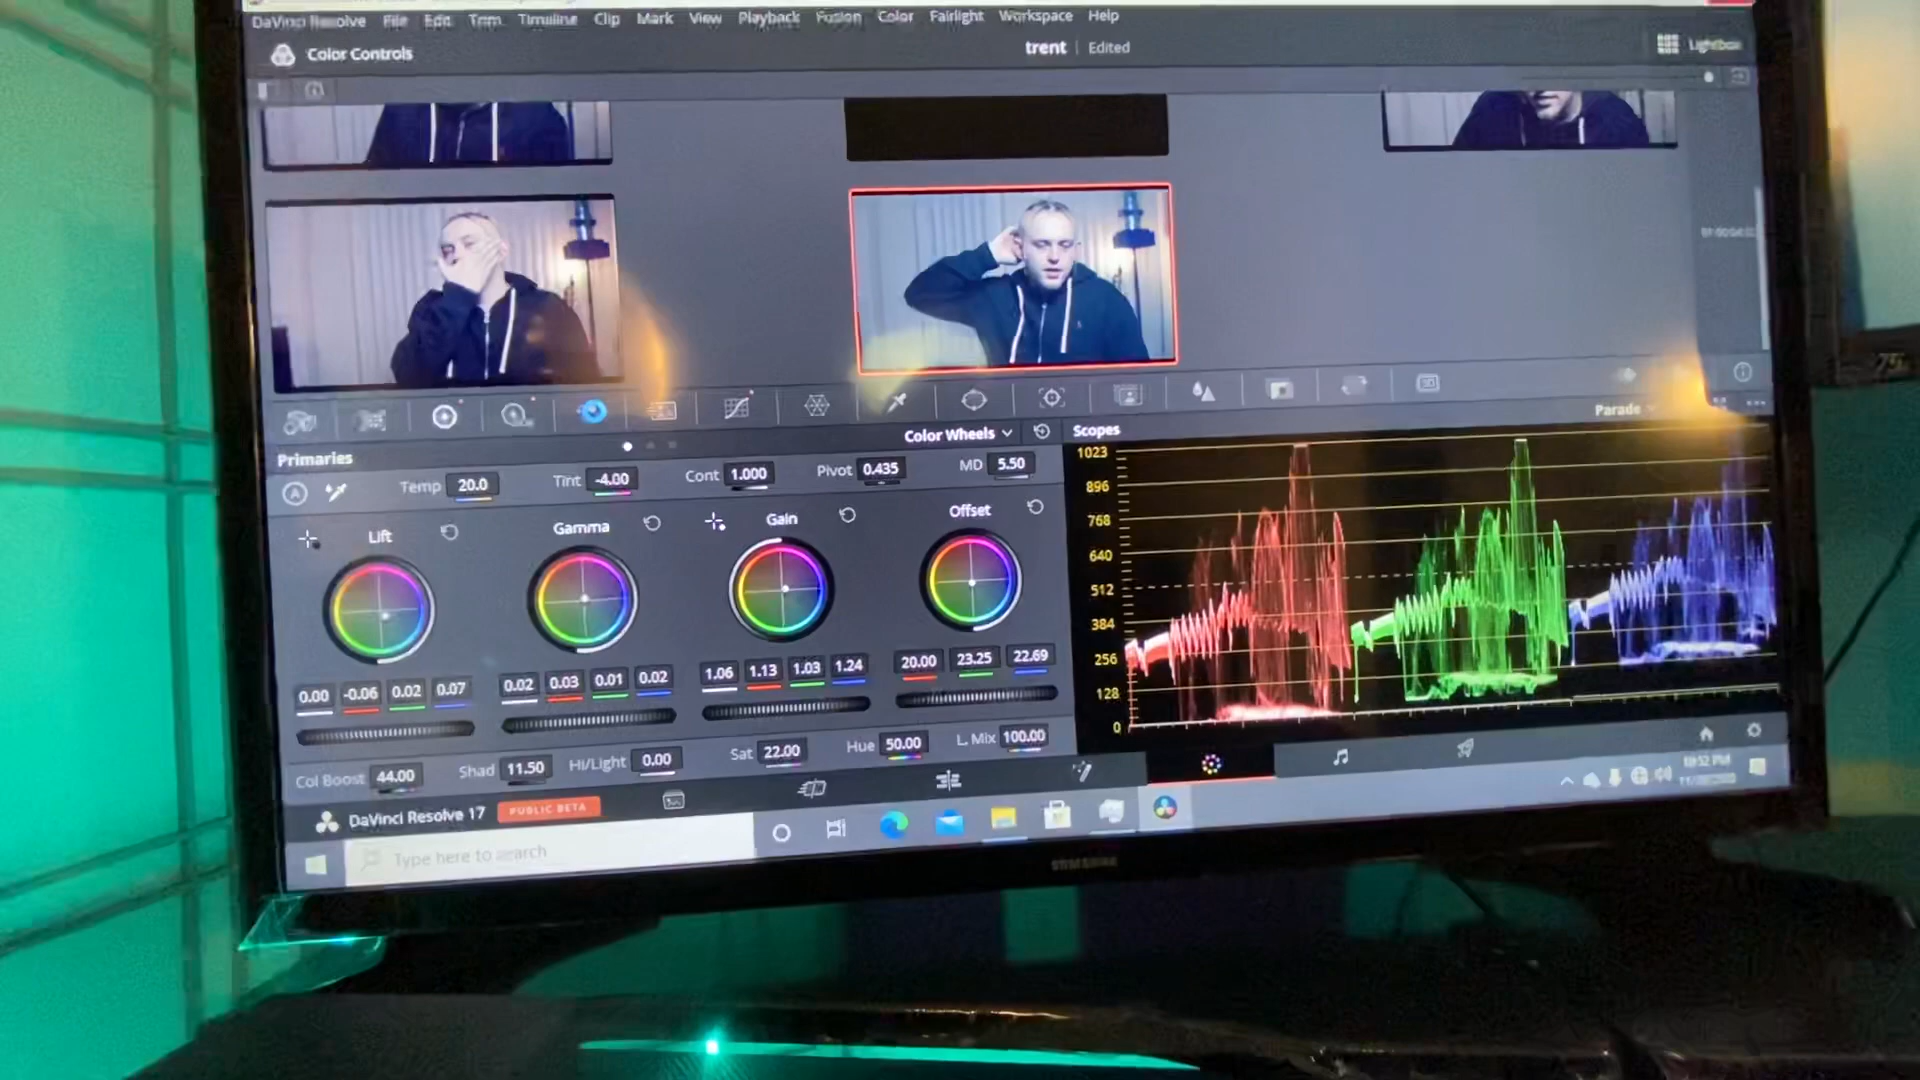 DaVinci Resolve File Edit Trim Timeline Clip Mark View Playback Fusion Color Fairlight Workspace Help
Color Controls
trent Edited
Lightbox
Parade
Primaries
Color Wheels
Scopes
Temp 20.0 Tint -4.00 Cont 1.000 Pivot 0.435 MD 5.50
Lift Gamma Gain Offset
0.00 -0.06 0.02 0.07
0.02 0.03 0.01 0.02
1.06 1.13 1.03 1.24
20.00 23.25 22.69
Col Boost 44.00 Shad 11.50 Hi/Light 0.00 Sat 22.00 Hue 50.00 L. Mix 100.00
1023
896
768
640
512
384
256
128
0
DaVinci Resolve 17 PUBLIC BETA
Type here to search
10:52 PM
SAMSUNG